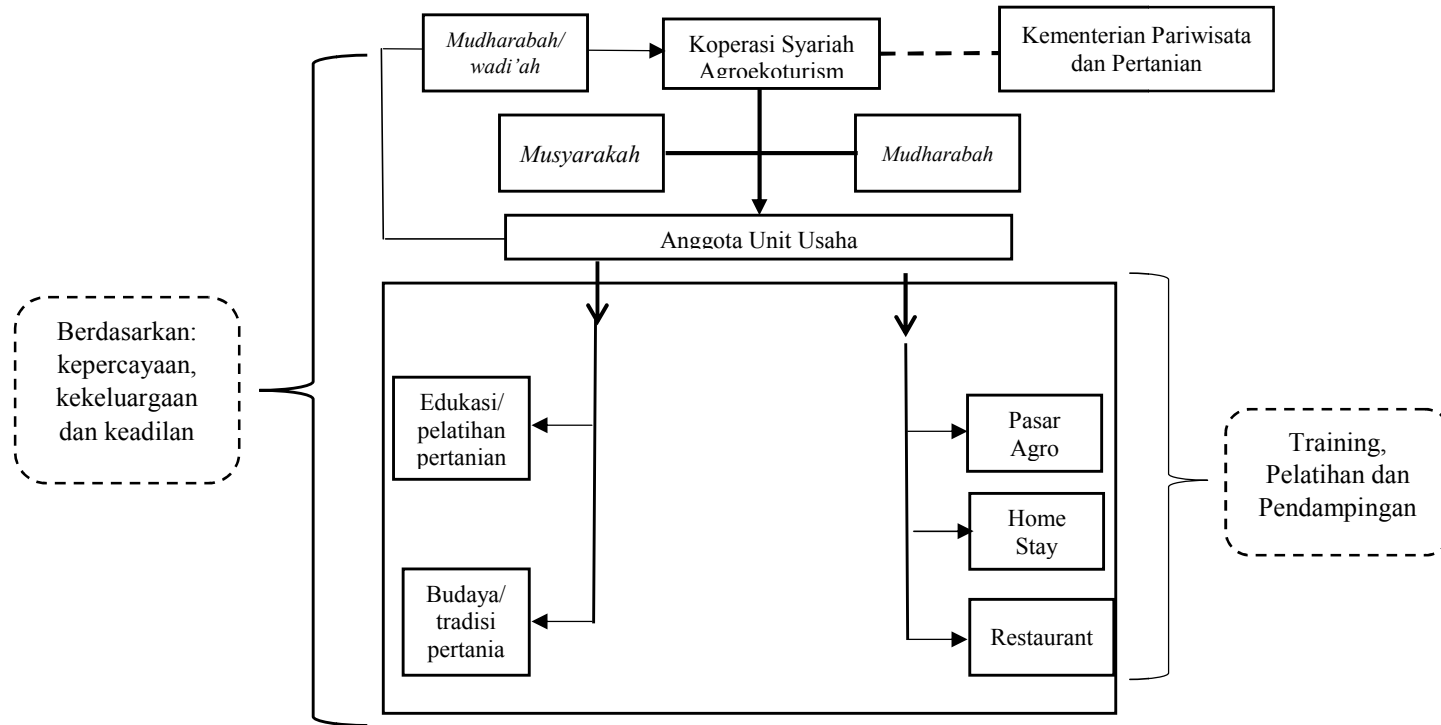 Mudharabah/
wadi’ah
Koperasi Syariah
Agroekoturism
Kementerian Pariwisata
dan Pertanian
Musyarakah
Mudharabah
Anggota Unit Usaha
Berdasarkan:
kepercayaan,
kekeluargaan
dan keadilan
Edukasi/
pelatihan
pertanian
Budaya/
tradisi
pertania
Pasar
Agro
Home
Stay
Restaurant
Training,
Pelatihan dan
Pendampingan